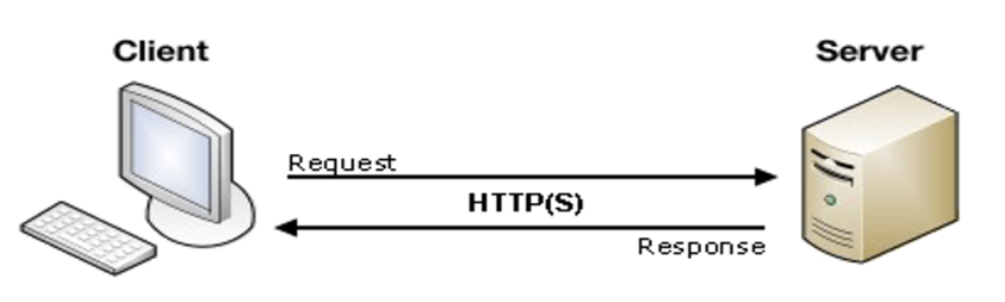 Client
Server
Request
HTTP(S)
Response